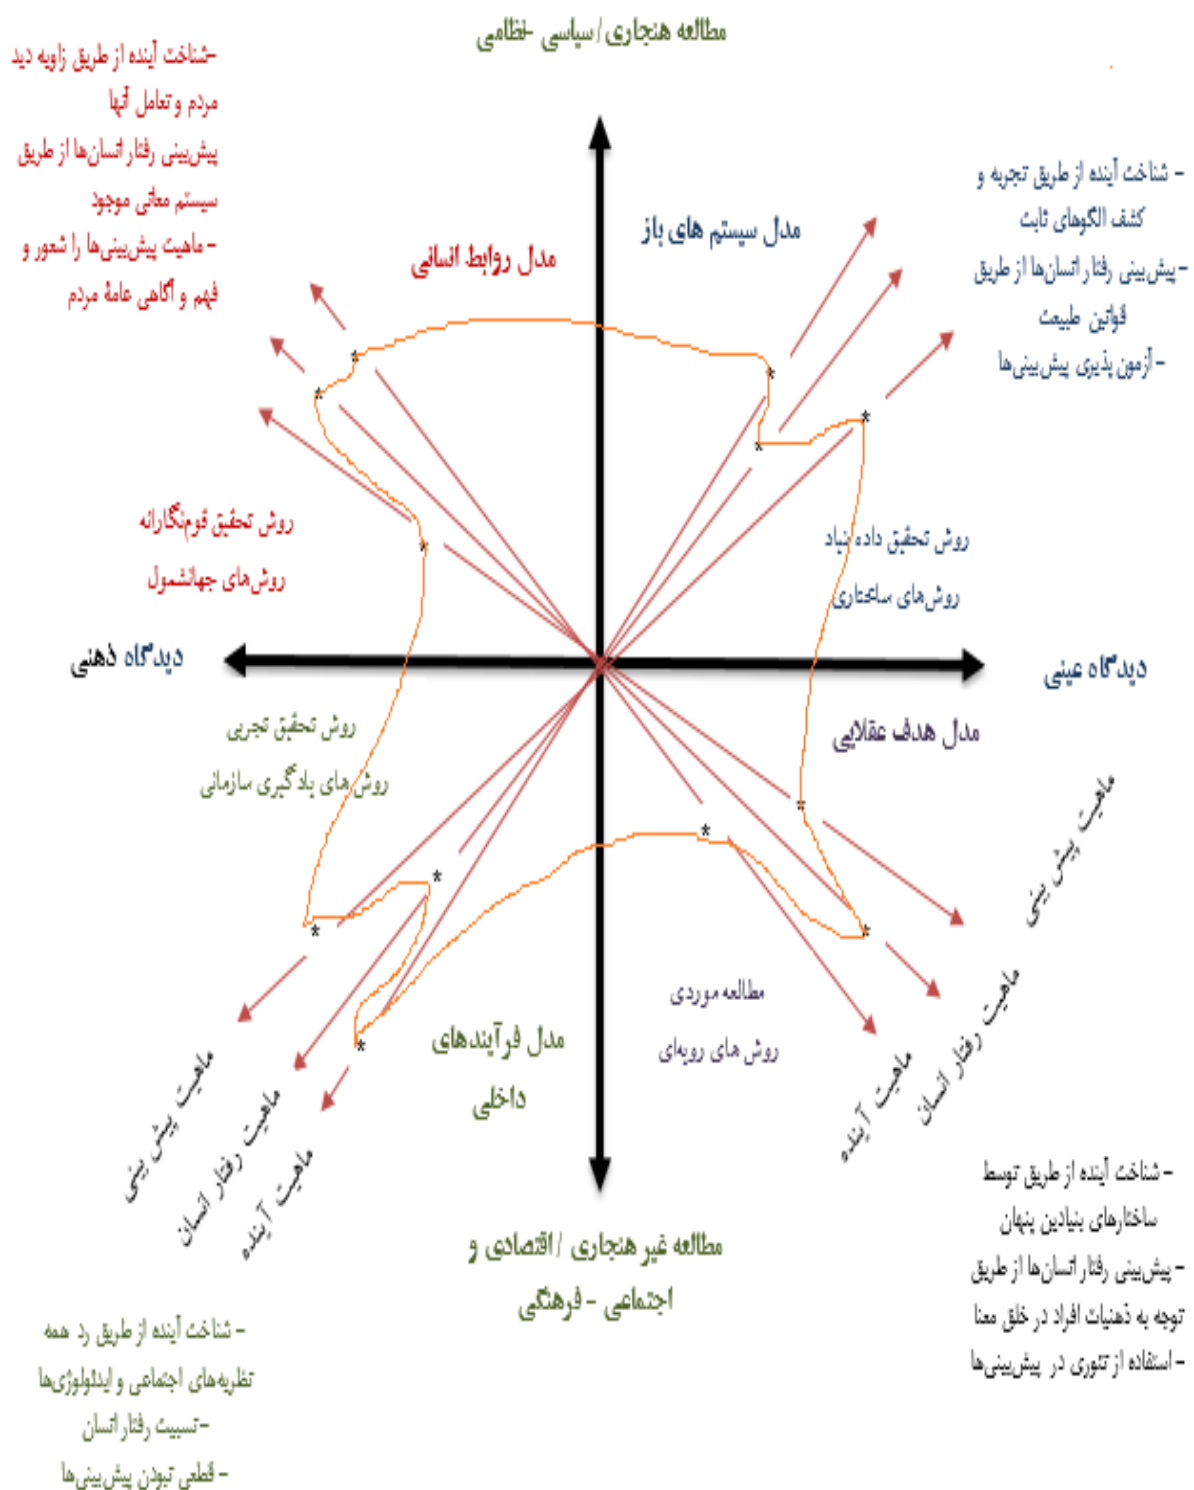 مطالعه هنجاری / سیاسی -نظامی
-شناخت آینده از طریق زاویه دید
مردم و تعامل آنها
پیش‌بینی رفتار انسان‌ها از طریق
سیستم معانی موجود
- ماهیت پیش‌بینی‌ها را شعور و
فهم و آگاهی عامهٔ مردم
- شناخت آینده از طریق تجربه و
کشف الگوهای ثابت
-پیش‌بینی رفتار انسان‌ها از طریق
قوانین طبیعت
- آزمون پذیری پیش‌بینی‌ها
مدل سیستم های باز
مدل روابط انسانی
روش تحقیق داده بنیاد
روش‌های ساختاری
روش تحقیق قوم‌نگارانه
روش‌های جهانشمول
دیدگاه عینی
دیدگاه ذهنی
مدل هدف عقلایی
روش تحقیق تجربی
روش‌های یادگیری سازمانی
ماهیت پیش بینی
ماهیت رفتار انسان
ماهیت آینده
مطالعه موردی
روش های رویه‌ای
مدل فرآیندهای
داخلی
ماهیت پیش بینی
ماهیت رفتار انسان
ماهیت آینده
- شناخت آینده از طریق توسط
ساختارهای بنیادین پنهان
- پیش‌بینی رفتار انسان‌ها از طریق
توجه به ذهنیات افراد در خلق معنا
- استفاده از تئوری در پیش‌بینی‌ها
مطالعه غیر هنجاری / اقتصادی و
اجتماعی - فرهنگی
- شناخت آینده از طریق رد همه
نظریه‌های اجتماعی و ایدئولوژی‌ها
-نسبیت رفتار انسان
- قطعی نبودن پیش‌بینی‌ها